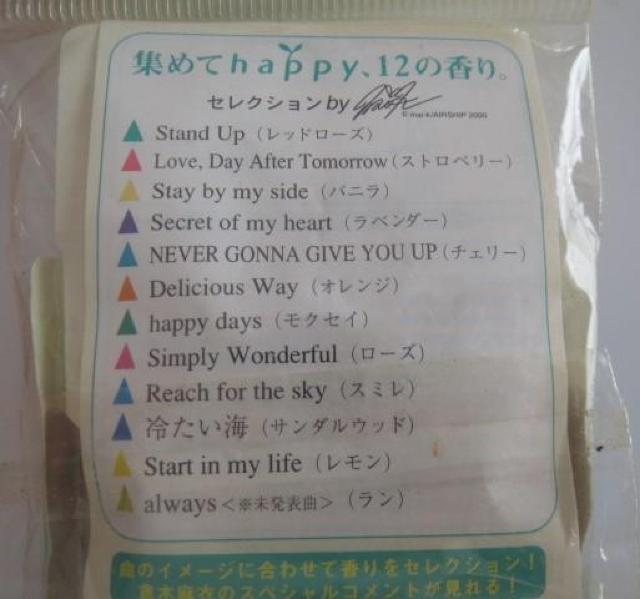 集めてhappy、12の香り。
セレクションby
Stand Up（レッドローズ）
Love, Day After Tomorrow（ストロベリー）
Stay by my side（バニラ）
Secret of my heart（ラベンダー）
NEVER GONNA GIVE YOU UP（チェリー）
Delicious Way（オレンジ）
happy days（モクセイ）
Simply Wonderful（ローズ）
Reach for the sky（スミレ）
冷たい海（サンダルウッド）
Start in my life（レモン）
always＜※未発表曲＞（ラン）
曲のイメージに合わせて香りをセレクション！
倉木麻衣のスペシャルコメントが見れる！